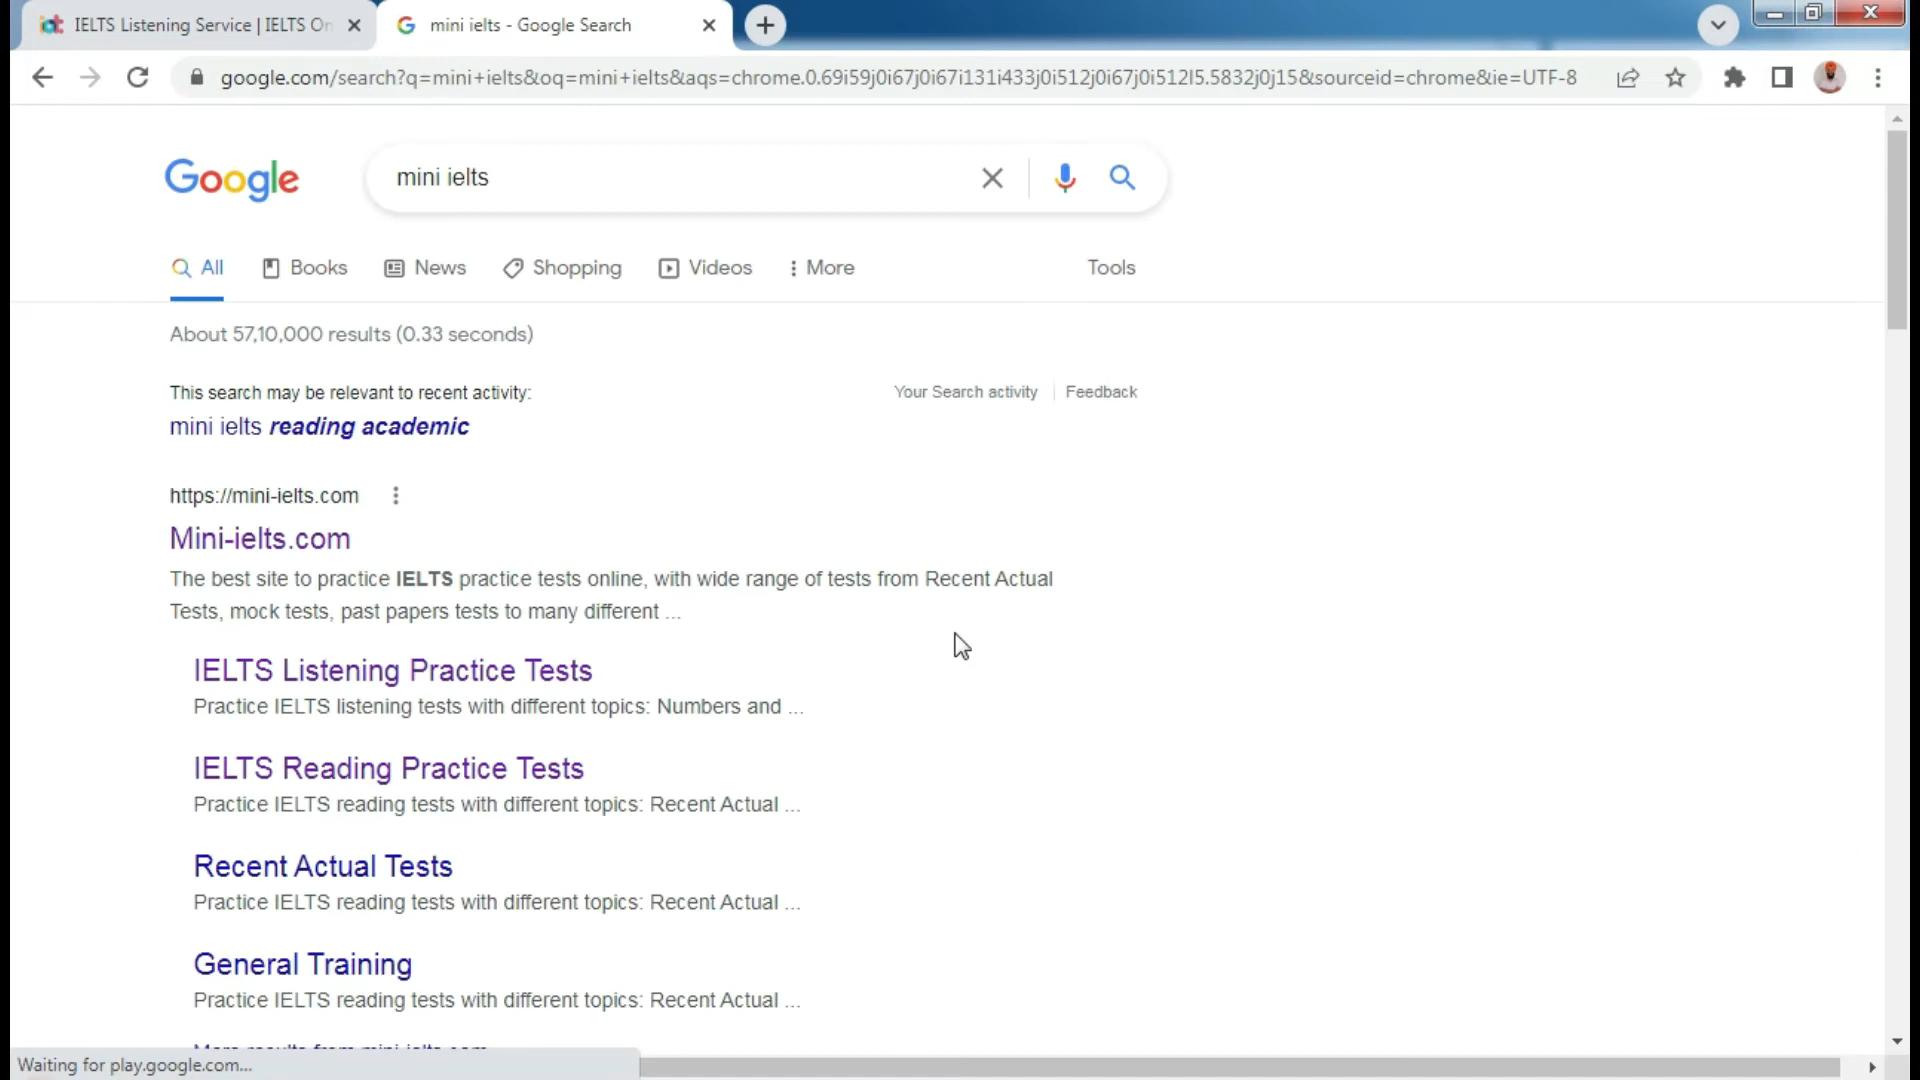 IELTS Listening Service | IELTS On
mini ielts - Google Search
google.com/search?q=mini+ielts&oq=mini+ielts&aqs=chrome.0.69i59j0i67j0i67i131i433j0i512j0i67j0i512l5.5832j0j15&sourceid=chrome&ie=UTF-8
Google
mini ielts
All
Books
News
Shopping
Videos
More
Tools
About 57,10,000 results (0.33 seconds)
This search may be relevant to recent activity:
Your Search activity
Feedback
mini ielts reading academic
https://mini-ielts.com
Mini-ielts.com
The best site to practice IELTS practice tests online, with wide range of tests from Recent Actual
Tests, mock tests, past papers tests to many different ...
IELTS Listening Practice Tests
Practice IELTS listening tests with different topics: Numbers and ...
IELTS Reading Practice Tests
Practice IELTS reading tests with different topics: Recent Actual ...
Recent Actual Tests
Practice IELTS reading tests with different topics: Recent Actual ...
General Training
Practice IELTS reading tests with different topics: Recent Actual ...
More results from mini-ielts.com
Waiting for play.google.com...